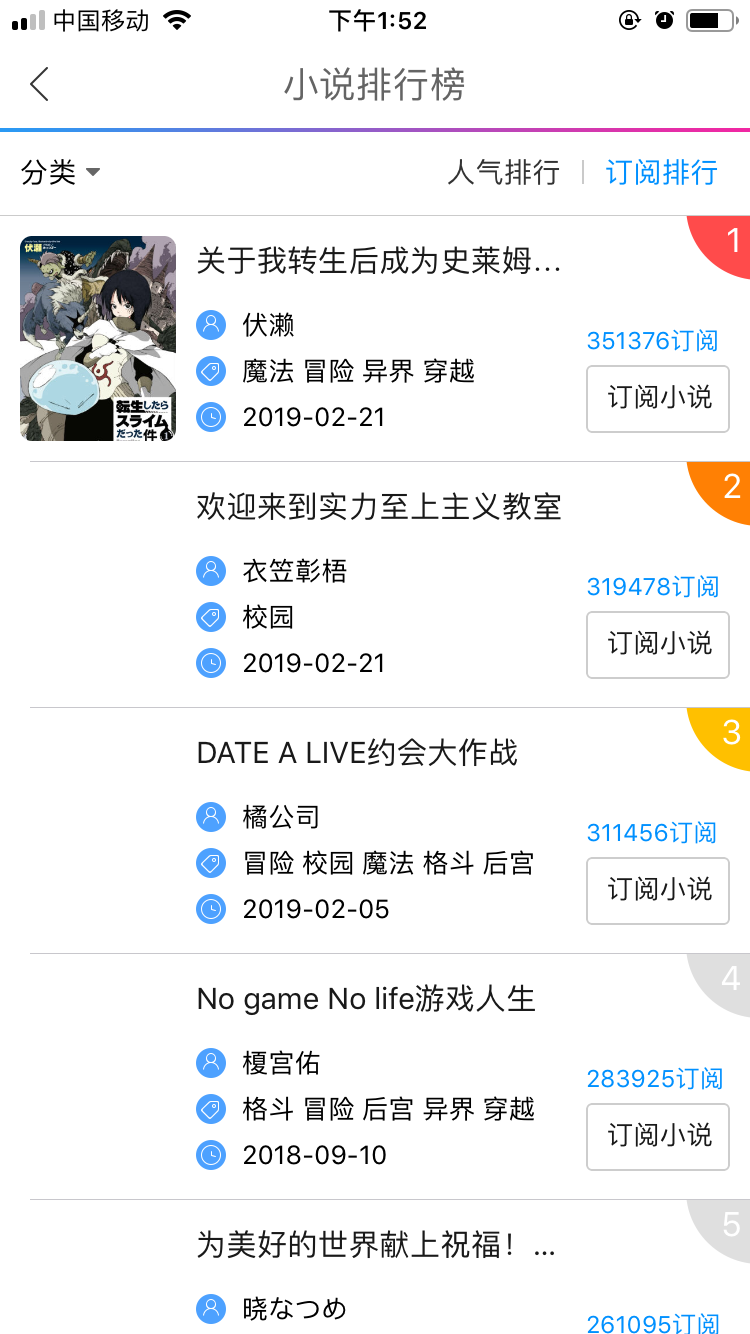 中国移动
下午1:52
小说排行榜
分类
人气排行
订阅排行
伏瀬
転生したら
スライム
だった件
1
关于我转生后成为史莱姆...
伏濑
魔法 冒险 异界 穿越
2019-02-21
1
351376订阅
订阅小说
欢迎来到实力至上主义教室
衣笠彰梧
校园
2019-02-21
2
319478订阅
订阅小说
DATE A LIVE约会大作战
橘公司
冒险 校园 魔法 格斗 后宫
2019-02-05
3
311456订阅
订阅小说
No game No life游戏人生
榎宫佑
格斗 冒险 后宫 异界 穿越
2018-09-10
4
283925订阅
订阅小说
为美好的世界献上祝福！...
晓なつめ
5
261095订阅